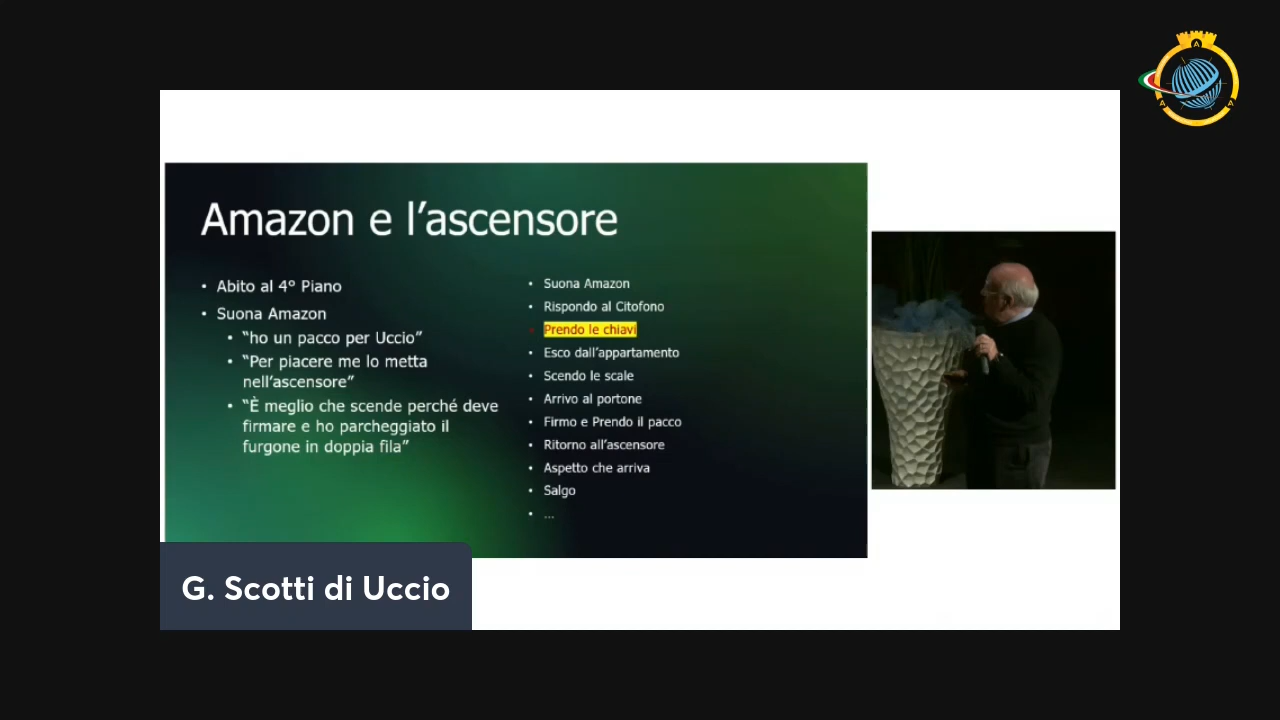 Amazon e l'ascensore
• Abito al 4° Piano
• Suona Amazon
• "ho un pacco per Uccio"
• "Per piacere me lo metta
nell'ascensore"
• "È meglio che scende perché deve
firmare e ho parcheggiato il
furgone in doppia fila"
• Suona Amazon
• Rispondo al Citofono
• Prendo le chiavi
• Esco dall'appartamento
• Scendo le scale
• Arrivo al portone
• Firmo e Prendo il pacco
• Ritorno all'ascensore
• Aspetto che arriva
• Salgo
• ...
G. Scotti di Uccio